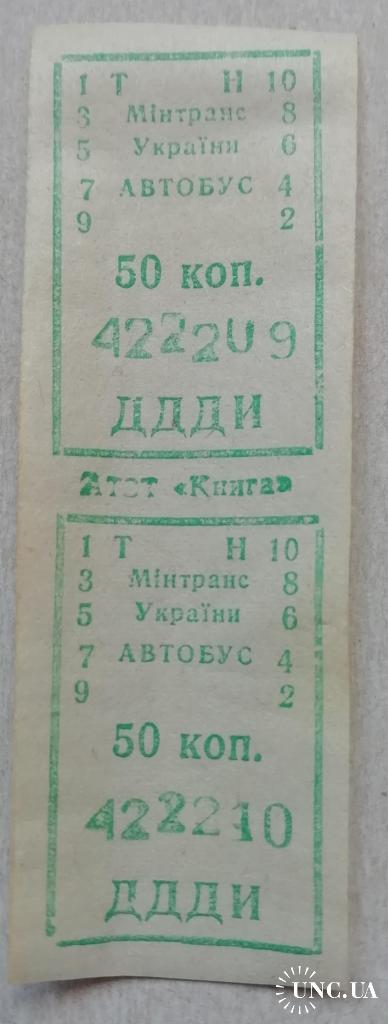 1 Т Н 10
3 Мінтранс 8
5 України 6
7 АВТОБУС 4
9 2
50 коп.
422209
ДДДИ
Атот «Книга»
1 Т Н 10
3 Мінтранс 8
5 України 6
7 АВТОБУС 4
9 2
50 коп.
422210
ДДДИ
UNC.UA